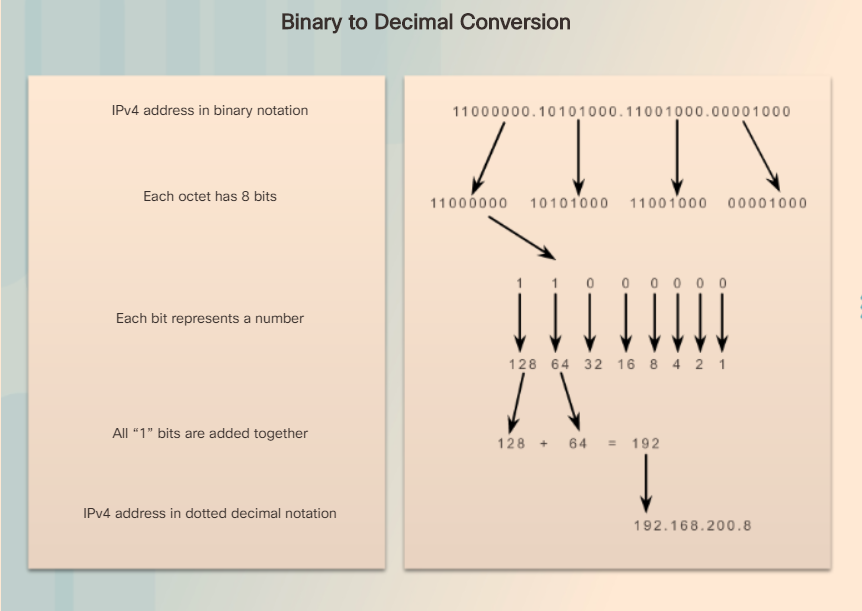 Binary to Decimal Conversion
IPv4 address in binary notation
11000000.10101000.11001000.00001000
Each octet has 8 bits
11000000 10101000 11001000 00001000
1 1 0 0 0 0 0 0
Each bit represents a number
128 64 32 16 8 4 2 1
All “1” bits are added together
128 + 64 = 192
IPv4 address in dotted decimal notation
192.168.200.8